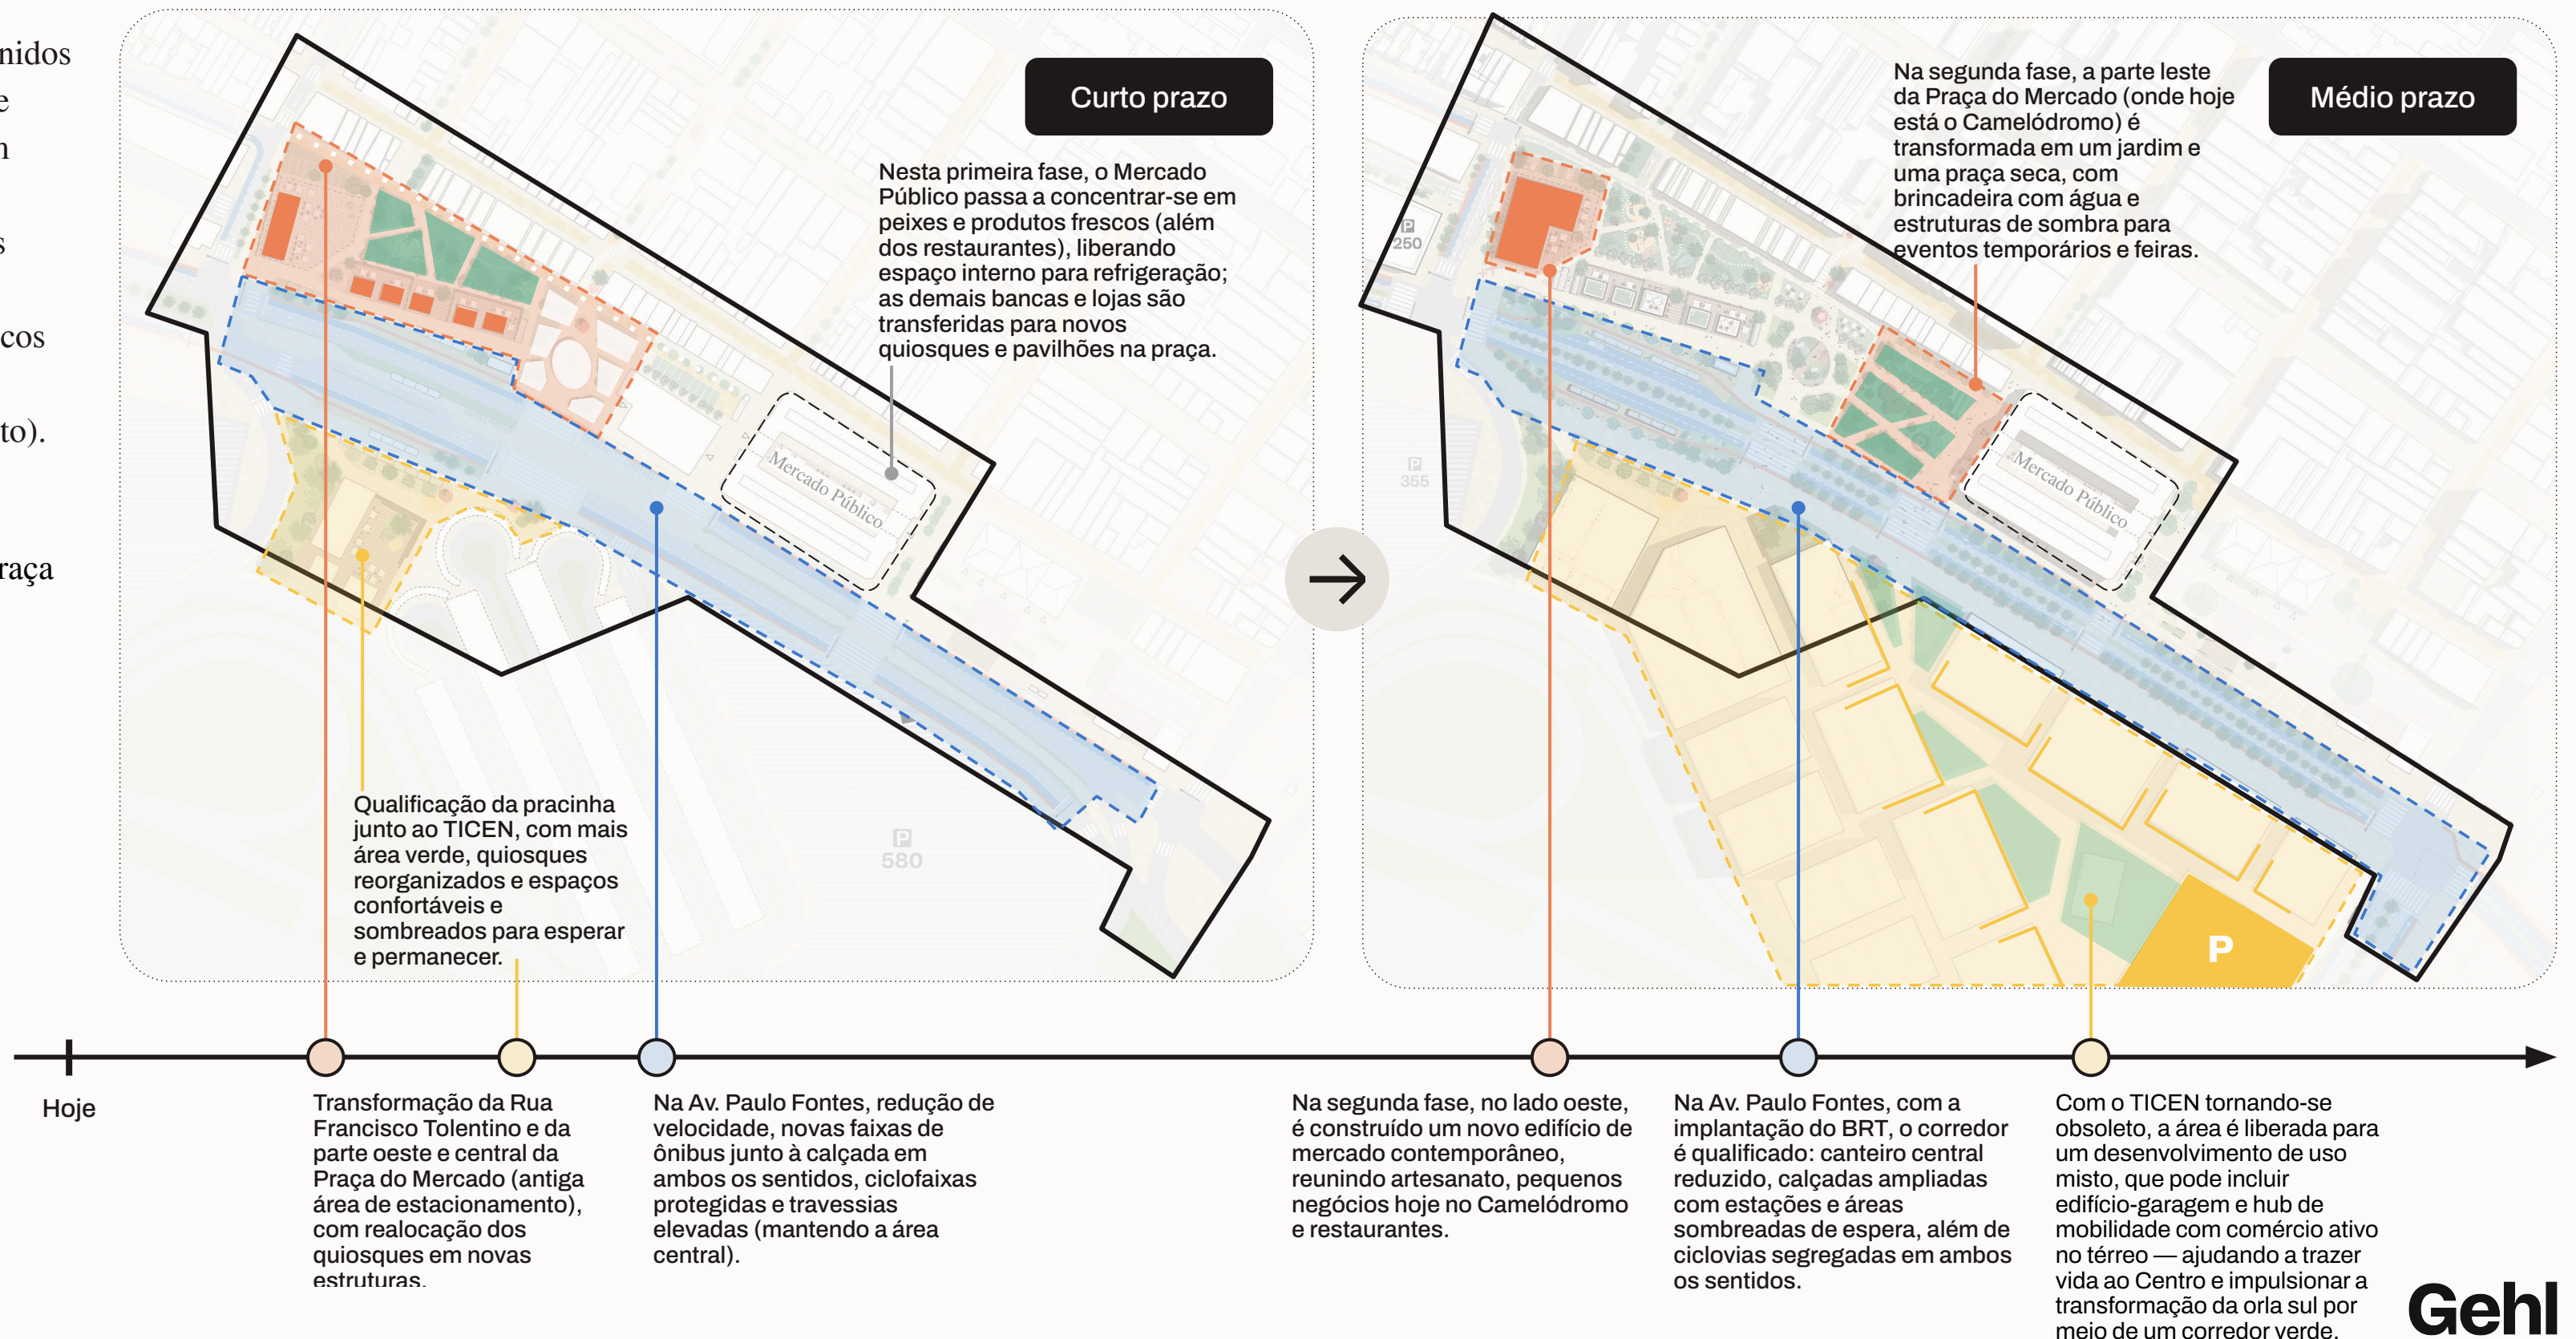 nidos
e
n
s
cos
to).
raça
Curto prazo
Nesta primeira fase, o Mercado
Público passa a concentrar-se em
peixes e produtos frescos (além
dos restaurantes), liberando
espaço interno para refrigeração;
as demais bancas e lojas são
transferidas para novos
quiosques e pavilhões na praça.
Mercado Público
Qualificação da pracinha
junto ao TICEN, com mais
área verde, quiosques
reorganizados e espaços
confortáveis e
sombreados para esperar
e permanecer.
P
580
Médio prazo
Na segunda fase, a parte leste
da Praça do Mercado (onde hoje
está o Camelódromo) é
transformada em um jardim e
uma praça seca, com
brincadeira com água e
estruturas de sombra para
eventos temporários e feiras.
P
250
P
355
Mercado Público
P
Hoje
Transformação da Rua
Francisco Tolentino e da
parte oeste e central da
Praça do Mercado (antiga
área de estacionamento),
com realocação dos
quiosques em novas
estruturas.
Na Av. Paulo Fontes, redução de
velocidade, novas faixas de
ônibus junto à calçada em
ambos os sentidos, ciclofaixas
protegidas e travessias
elevadas (mantendo a área
central).
Na segunda fase, no lado oeste,
é construído um novo edifício de
mercado contemporâneo,
reunindo artesanato, pequenos
negócios hoje no Camelódromo
e restaurantes.
Na Av. Paulo Fontes, com a
implantação do BRT, o corredor
é qualificado: canteiro central
reduzido, calçadas ampliadas
com estações e áreas
sombreadas de espera, além de
ciclovias segregadas em ambos
os sentidos.
Com o TICEN tornando-se
obsoleto, a área é liberada para
um desenvolvimento de uso
misto, que pode incluir
edifício-garagem e hub de
mobilidade com comércio ativo
no térreo — ajudando a trazer
vida ao Centro e impulsionar a
transformação da orla sul por
meio de um corredor verde.
Gehl